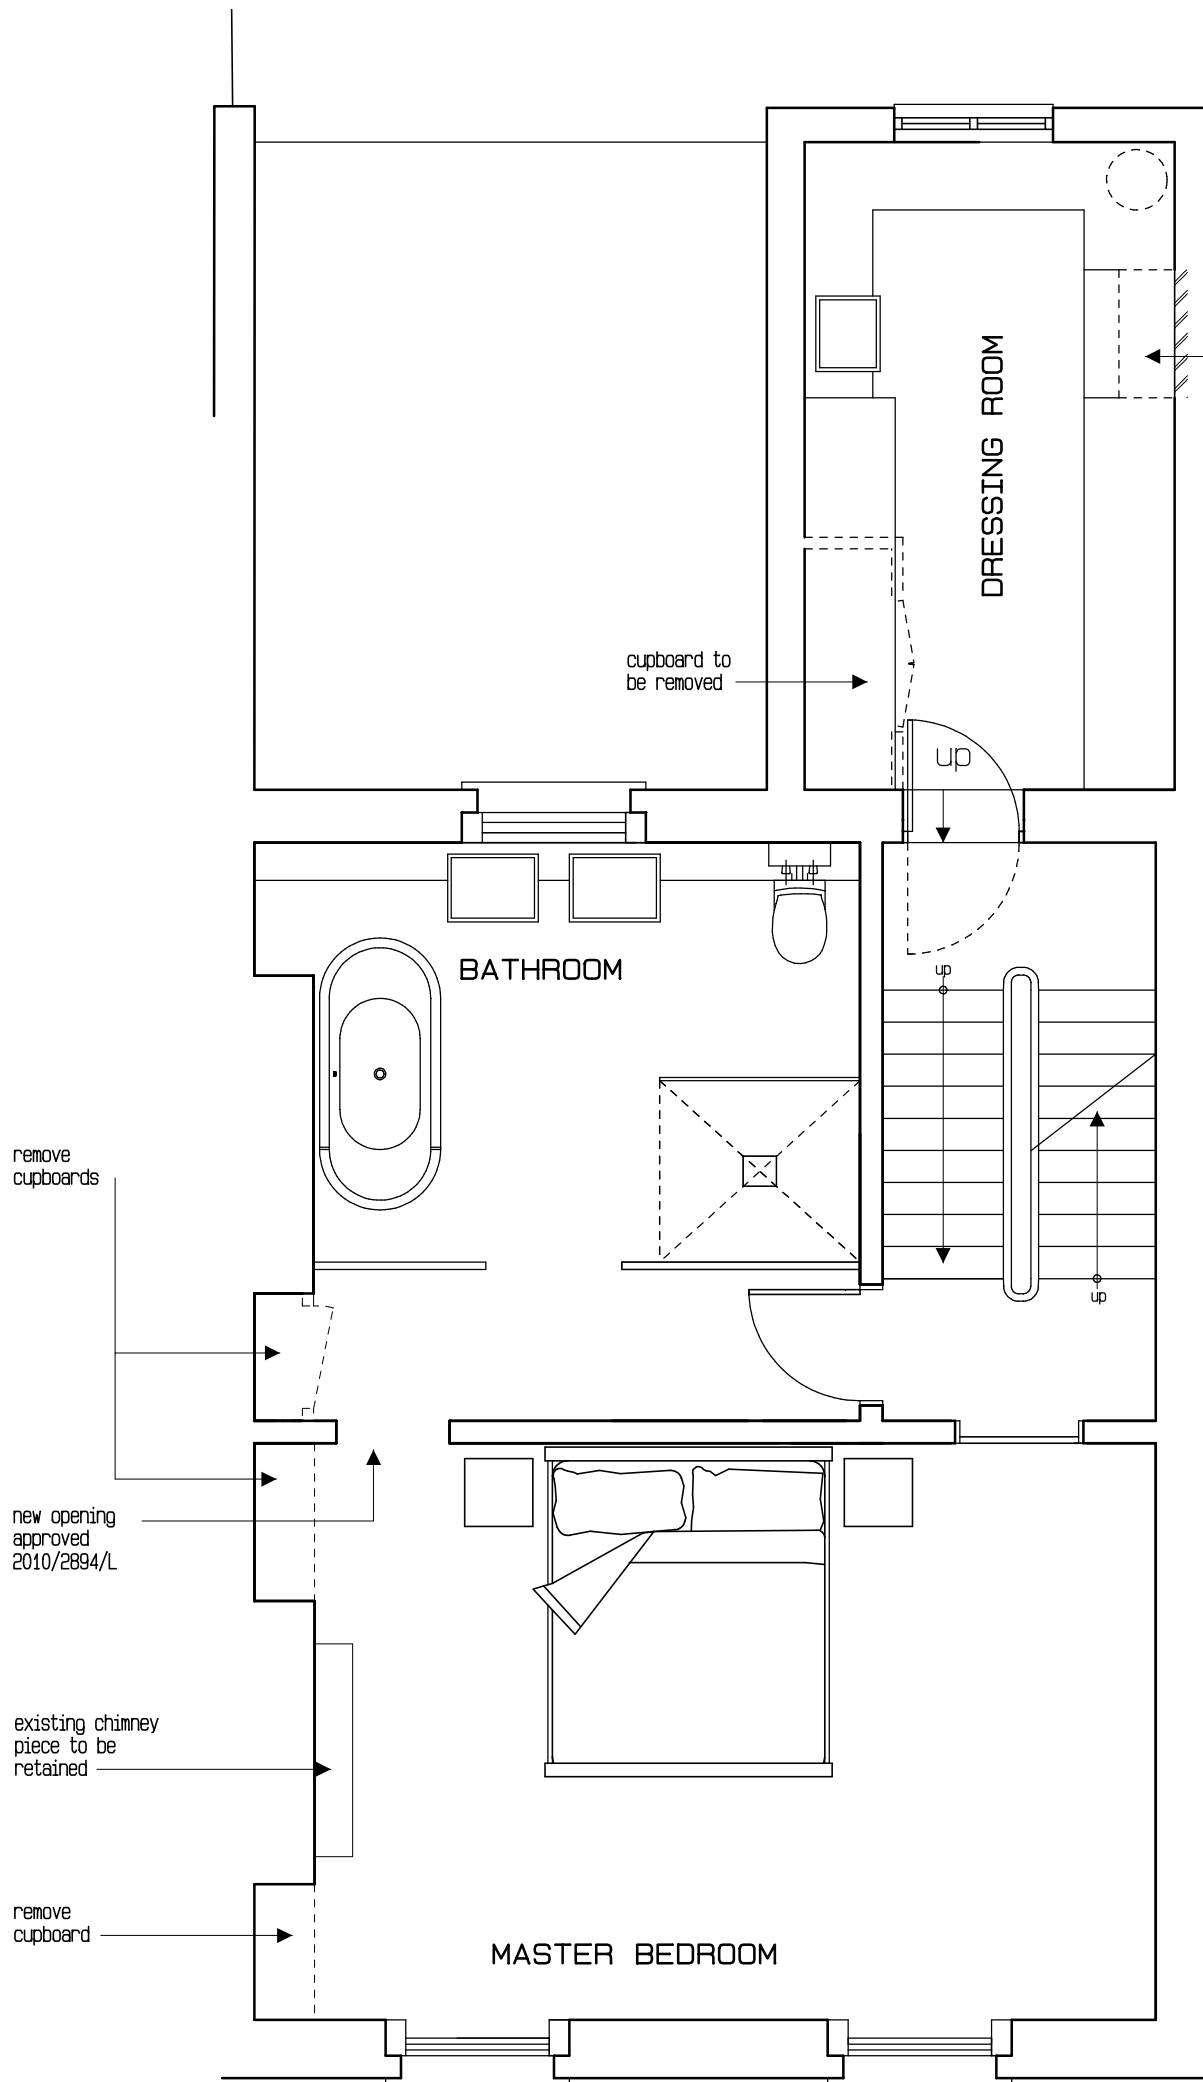 DRESSING ROOM
cupboard to
be removed
up
BATHROOM
up
remove
cupboards
up
new opening
approved
2010/2894/L
existing chimney
piece to be
retained
remove
cupboard
MASTER BEDROOM